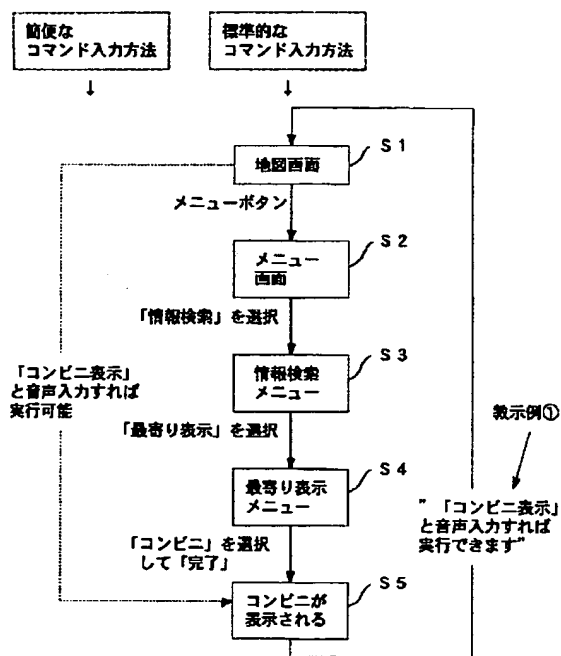 簡便な
コマンド入力方法
標準的な
コマンド入力方法
S1
地図画面
メニューボタン
S2
メニュー
画面
「情報検索」を選択
S3
情報検索
メニュー
「コンビニ表示」
と音声入力すれば
実行可能
「最寄り表示」を選択
教示例①
S4
最寄り表示
メニュー
"「コンビニ表示」
と音声入力すれば
実行できます"
「コンビニ」を選択
して「完了」
S5
コンビニが
表示される